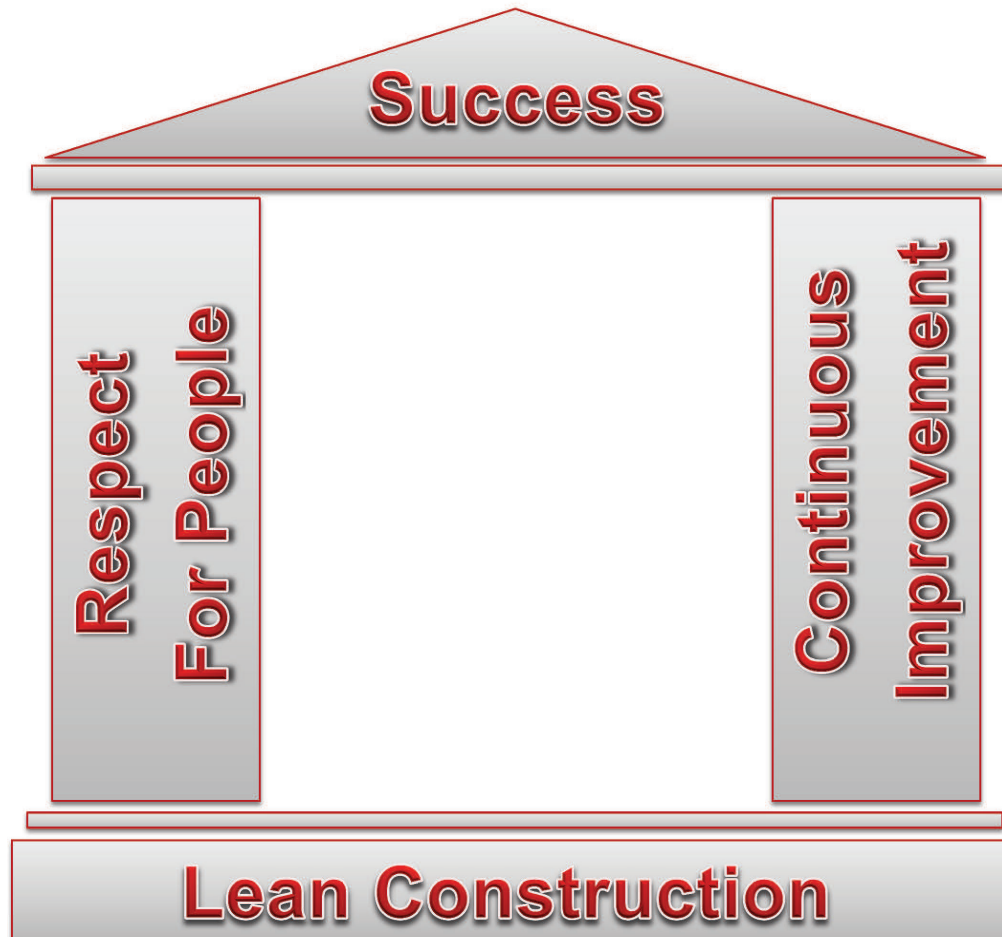 Success
Respect
For People
Continuous
Improvement
Lean Construction